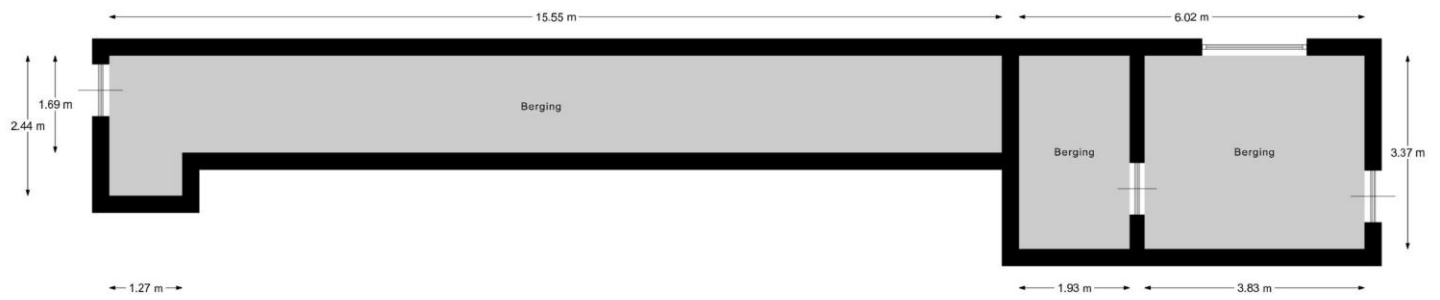 15.55 m
6.02 m
1.69 m
2.44 m
Berging
Berging
Berging
3.37 m
1.27 m
1.93 m
3.83 m